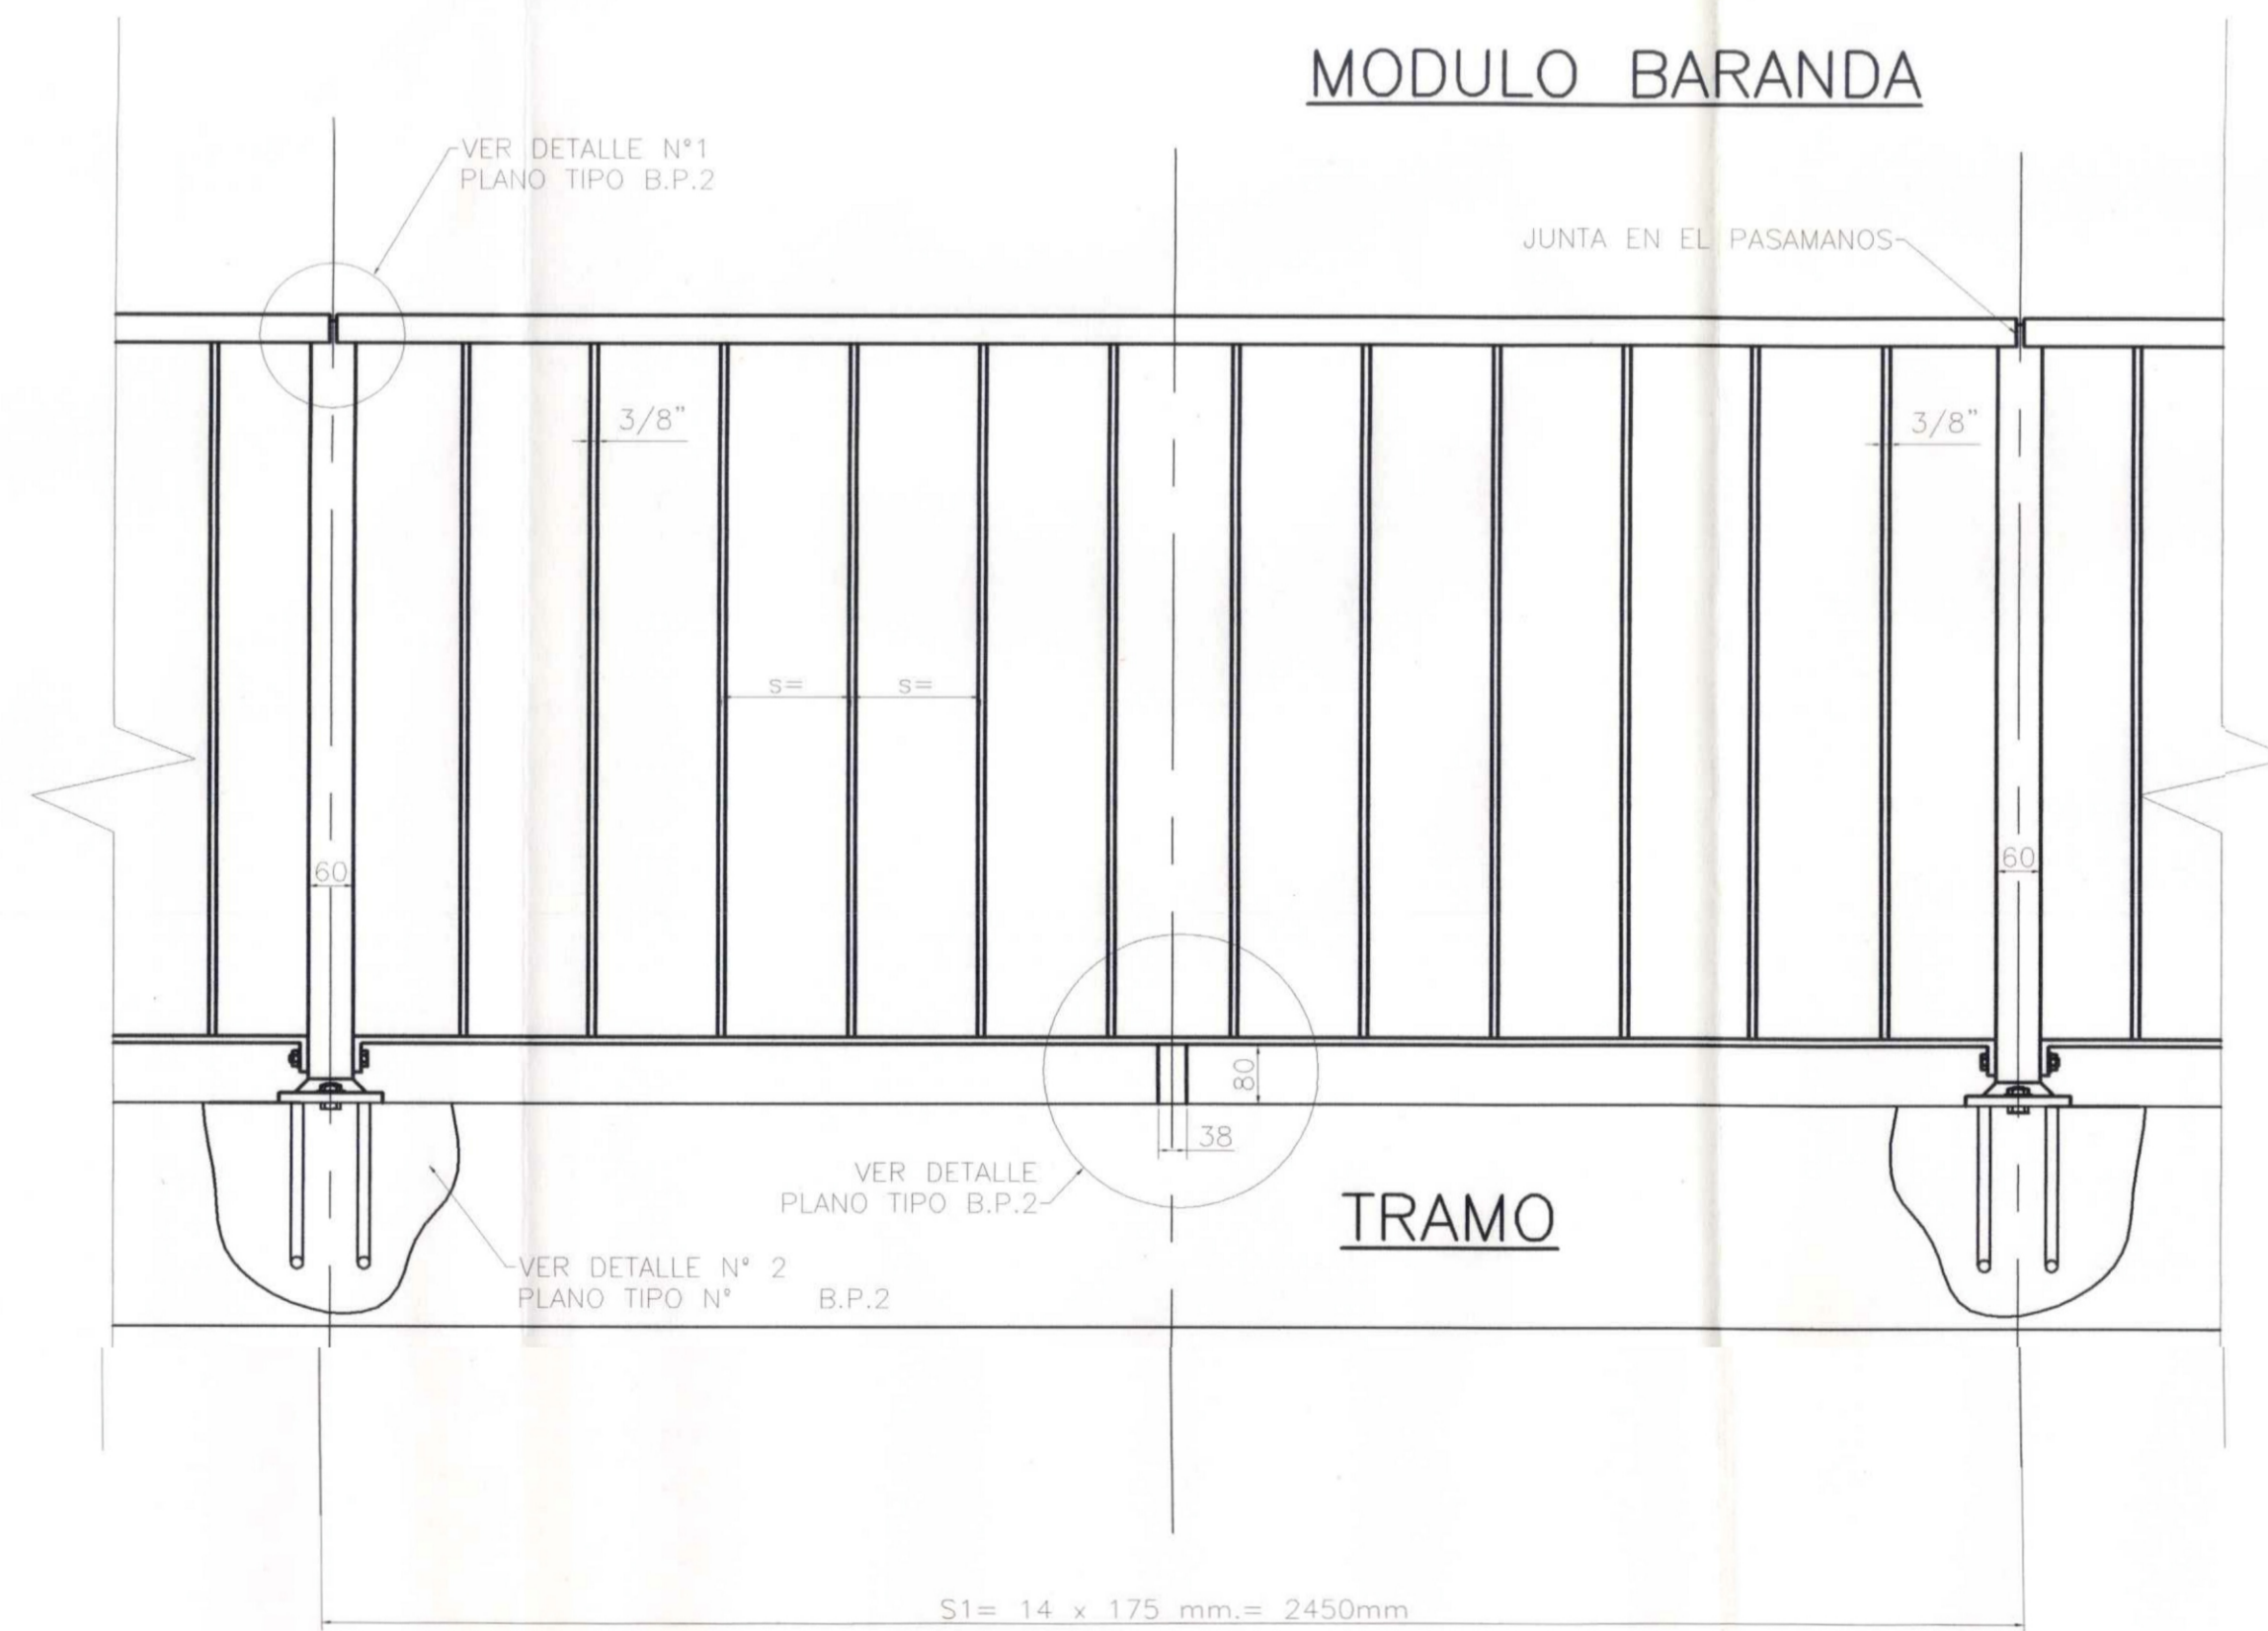 MODULO BARANDA
VER DETALLE N°1
PLANO TIPO B.P.2
JUNTA EN EL PASAMANOS
3/8"
3/8"
s=
s=
60
60
80
38
VER DETALLE
PLANO TIPO B.P.2
TRAMO
VER DETALLE N° 2
PLANO TIPO N° B.P.2
S1= 14 x 175 mm.= 2450mm